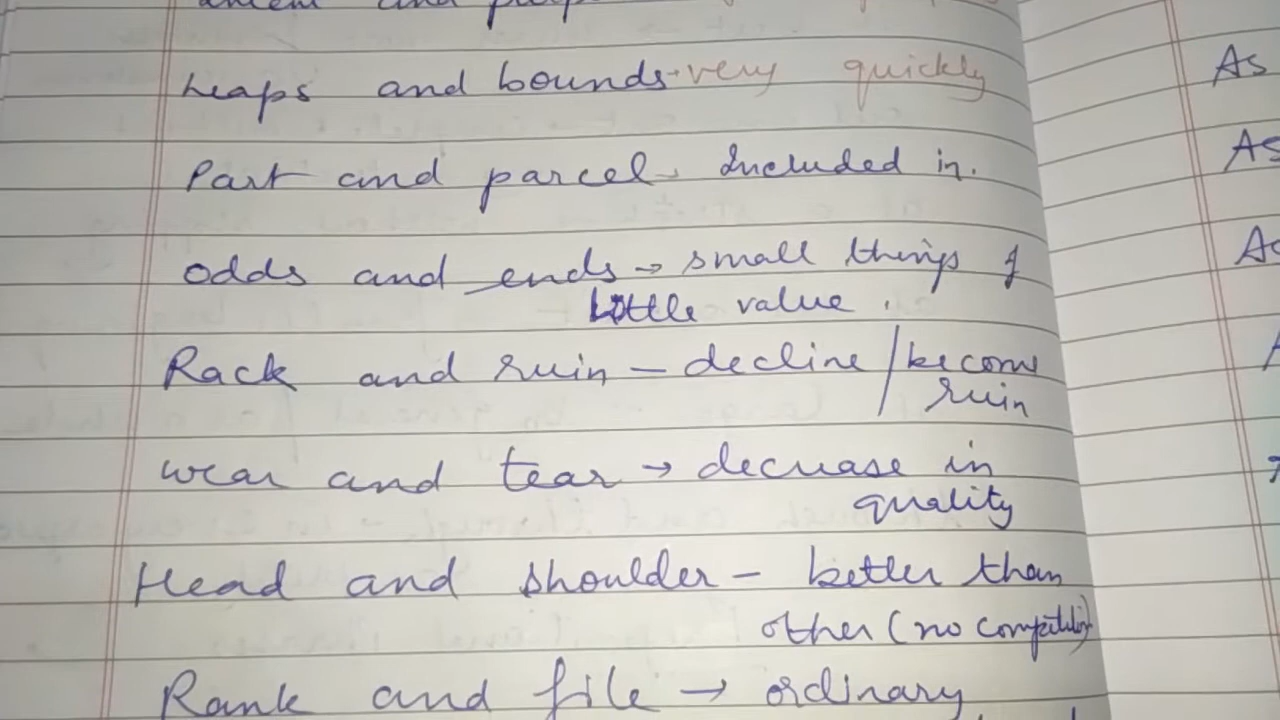 and
Leaps and bounds - very quickly
Part and parcel - Included in.
odds and ends → small things of
little value.
Rack and ruin - decline / become
ruin
wear and tear → decrease in
quality
Head and shoulder - better than
other (no competition)
Rank and file → ordinary
As
As
As